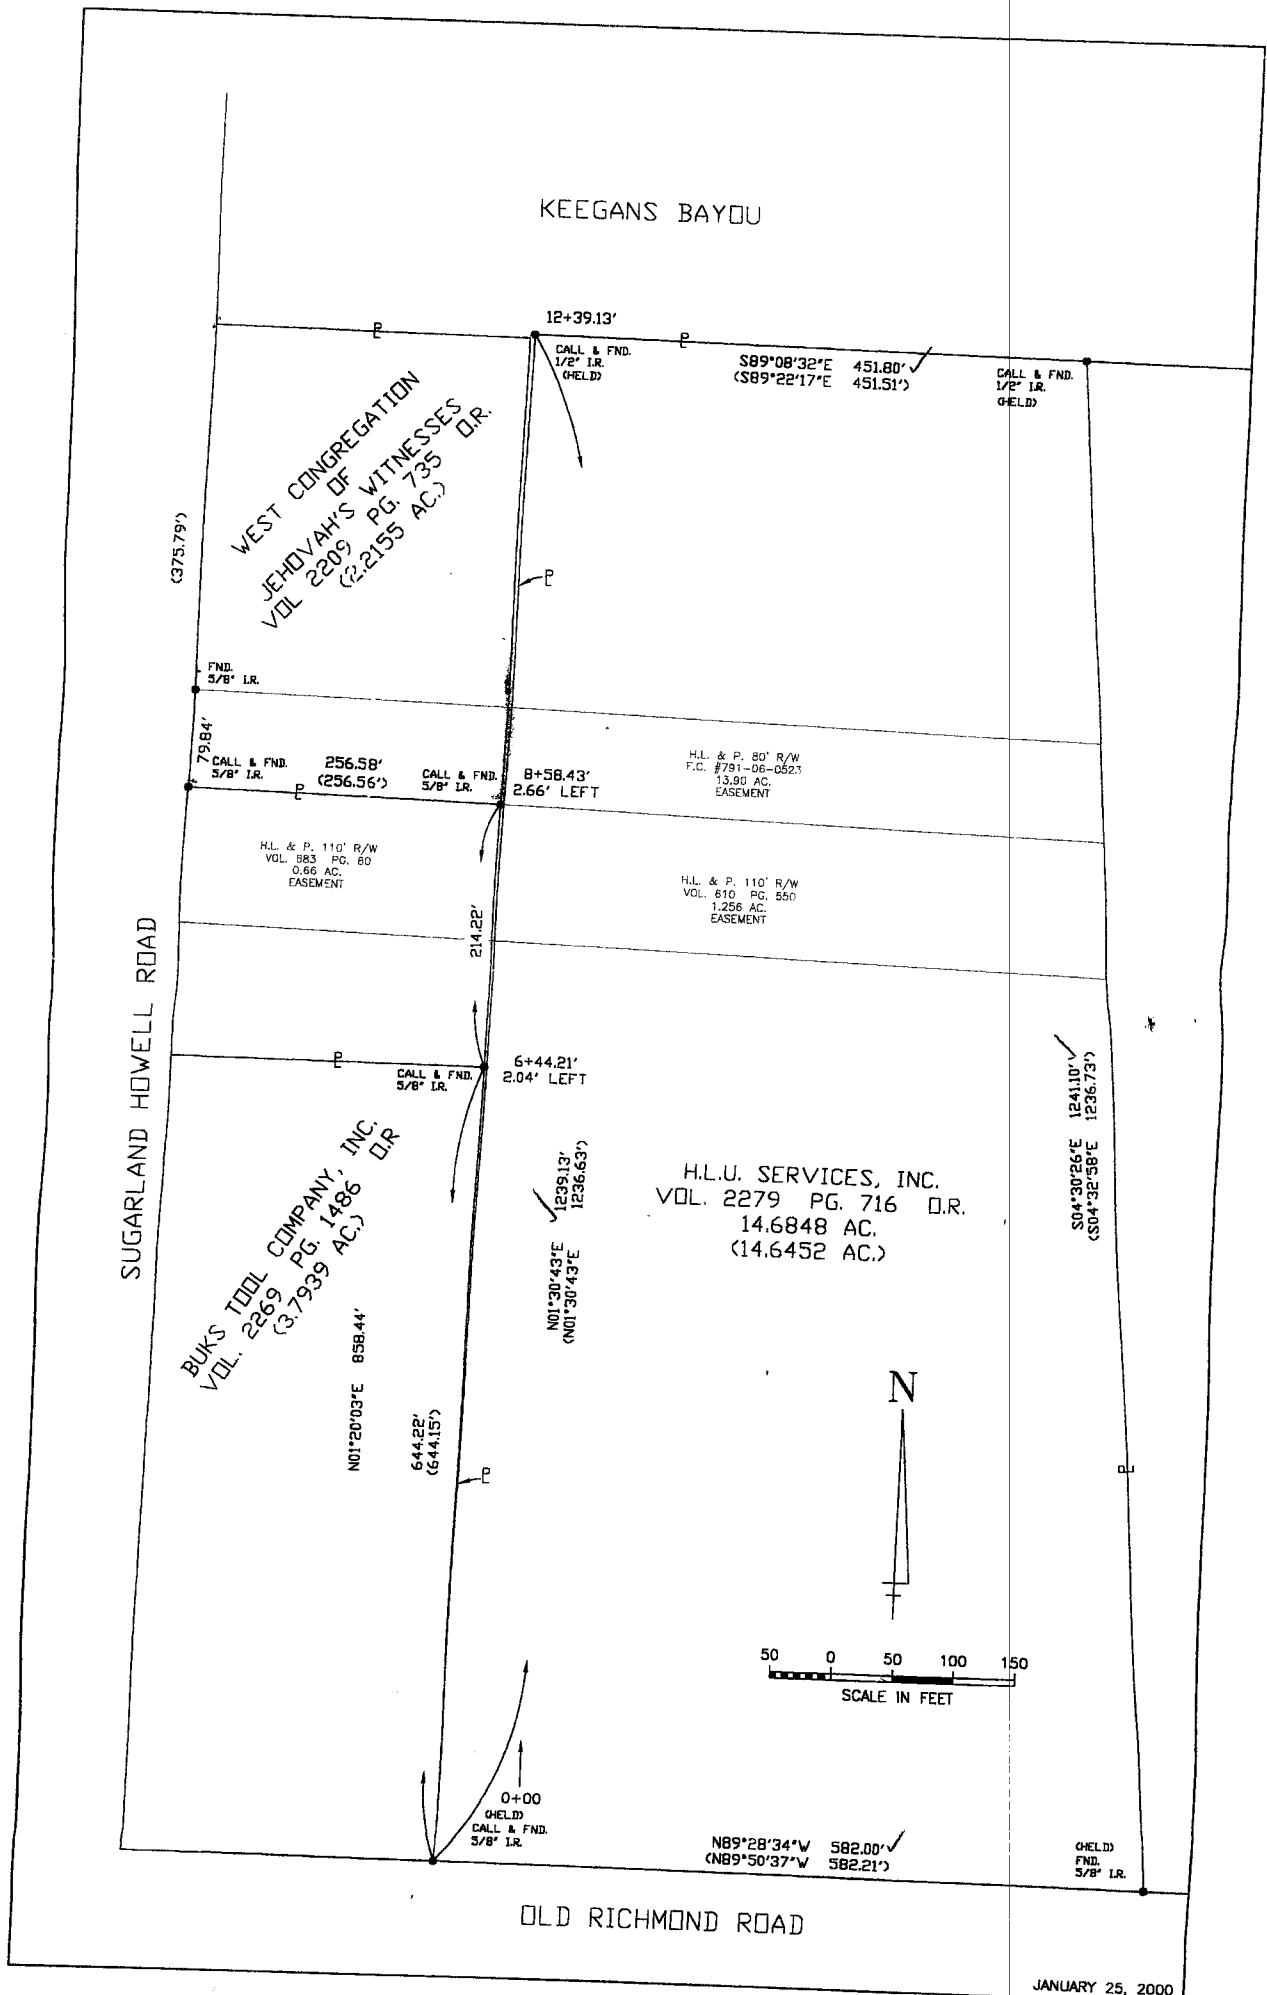 KEEGANS BAYOU
12+39.13'
CALL & FND.
1/2" I.R.
(HELD)
S89°08'32"E 451.80'
(S89°22'17"E 451.51')
CALL & FND.
1/2" I.R.
(HELD)
WEST CONGREGATION
OF
JEHOVAH'S WITNESSES
VOL 2209 PG. 735 O.R.
(2.2155 AC.)
(375.79')
FND.
5/8" I.R.
79.84'
CALL & FND.
5/8" I.R.
256.58'
(256.56')
CALL & FND.
5/8" I.R.
8+58.43'
2.66' LEFT
H.L. & P. 80' R/W
F.C. #791-06-0523
13.90 AC.
EASEMENT
H.L. & P. 110' R/W
VOL. 683 PG. 80
0.66 AC.
EASEMENT
H.L. & P. 110' R/W
VOL. 610 PG. 550
1.256 AC.
EASEMENT
214.22'
SUGARLAND HOWELL ROAD
CALL & FND.
5/8" I.R.
6+44.21'
2.04' LEFT
BUKS TOOL COMPANY, INC.
VOL. 2269 PG. 1486 O.R
(3.7939 AC.)
N01°20'03"E 858.44'
644.22'
(644.15')
N01°30'43"E 1239.13'
(N01°30'43"E 1236.63')
H.L.U. SERVICES, INC.
VOL. 2279 PG. 716 O.R.
14.6848 AC.
(14.6452 AC.)
S04°30'26"E 1241.10'
(S04°32'58"E 1236.73')
N
50 0 50 100 150
SCALE IN FEET
0+00
(HELD)
CALL & FND.
5/8" I.R.
N89°28'34"W 582.00'
(N89°50'37"W 582.21')
(HELD)
FND.
5/8" I.R.
OLD RICHMOND ROAD
JANUARY 25, 2000